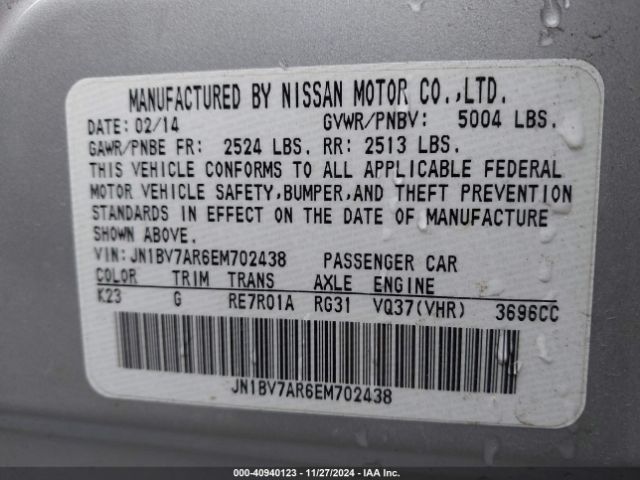 MANUFACTURED BY NISSAN MOTOR CO.,LTD.
DATE: 02/14 GVWR/PNBV: 5004 LBS.
GAWR/PNBE FR: 2524 LBS. RR: 2513 LBS.
THIS VEHICLE CONFORMS TO ALL APPLICABLE FEDERAL
MOTOR VEHICLE SAFETY,BUMPER,AND THEFT PREVENTION
STANDARDS IN EFFECT ON THE DATE OF MANUFACTURE
SHOWN ABOVE.
VIN: JN1BV7AR6EM702438 PASSENGER CAR
COLOR TRIM TRANS AXLE ENGINE
K23 G RE7R01A RG31 VQ37(VHR) 3696CC
JN1BV7AR6EM702438
000-40940123 - 11/27/2024 - IAA Inc.